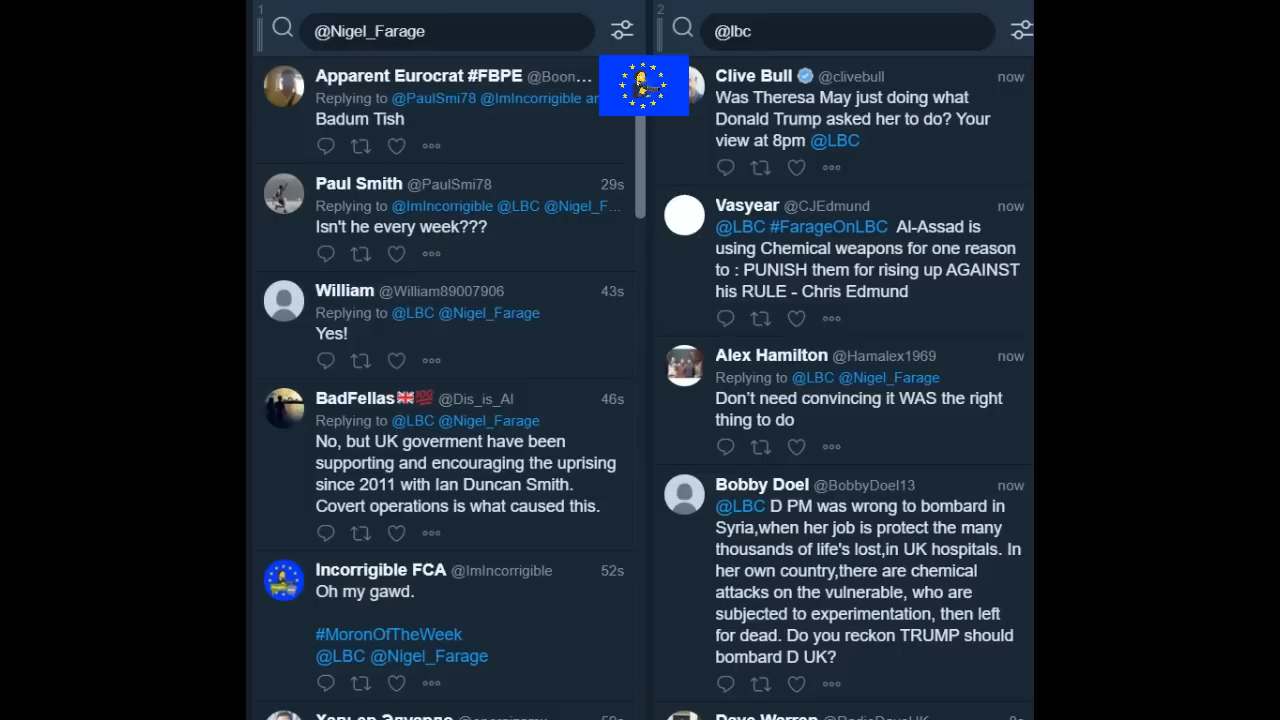 1
@Nigel_Farage
Apparent Eurocrat #FBPE @Boon...
Replying to @PaulSmi78 @ImIncorrigible ar
Badum Tish
Paul Smith @PaulSmi78 29s
Replying to @ImIncorrigible @LBC @Nigel_F...
Isn't he every week???
William @William89007906 43s
Replying to @LBC @Nigel_Farage
Yes!
BadFellas🇬🇧💯 @Dis_is_Al 46s
Replying to @LBC @Nigel_Farage
No, but UK goverment have been
supporting and encouraging the uprising
since 2011 with Ian Duncan Smith.
Covert operations is what caused this.
Incorrigible FCA @ImIncorrigible 52s
Oh my gawd.
#MoronOfTheWeek
@LBC @Nigel_Farage
2
@lbc
Clive Bull @clivebull now
Was Theresa May just doing what
Donald Trump asked her to do? Your
view at 8pm @LBC
Vasyear @CJEdmund now
@LBC #FarageOnLBC Al-Assad is
using Chemical weapons for one reason
to : PUNISH them for rising up AGAINST
his RULE - Chris Edmund
Alex Hamilton @Hamalex1969 now
Replying to @LBC @Nigel_Farage
Don't need convincing it WAS the right
thing to do
Bobby Doel @BobbyDoel13 now
@LBC D PM was wrong to bombard in
Syria,when her job is protect the many
thousands of life's lost,in UK hospitals. In
her own country,there are chemical
attacks on the vulnerable, who are
subjected to experimentation, then left
for dead. Do you reckon TRUMP should
bombard D UK?
Dave Warren